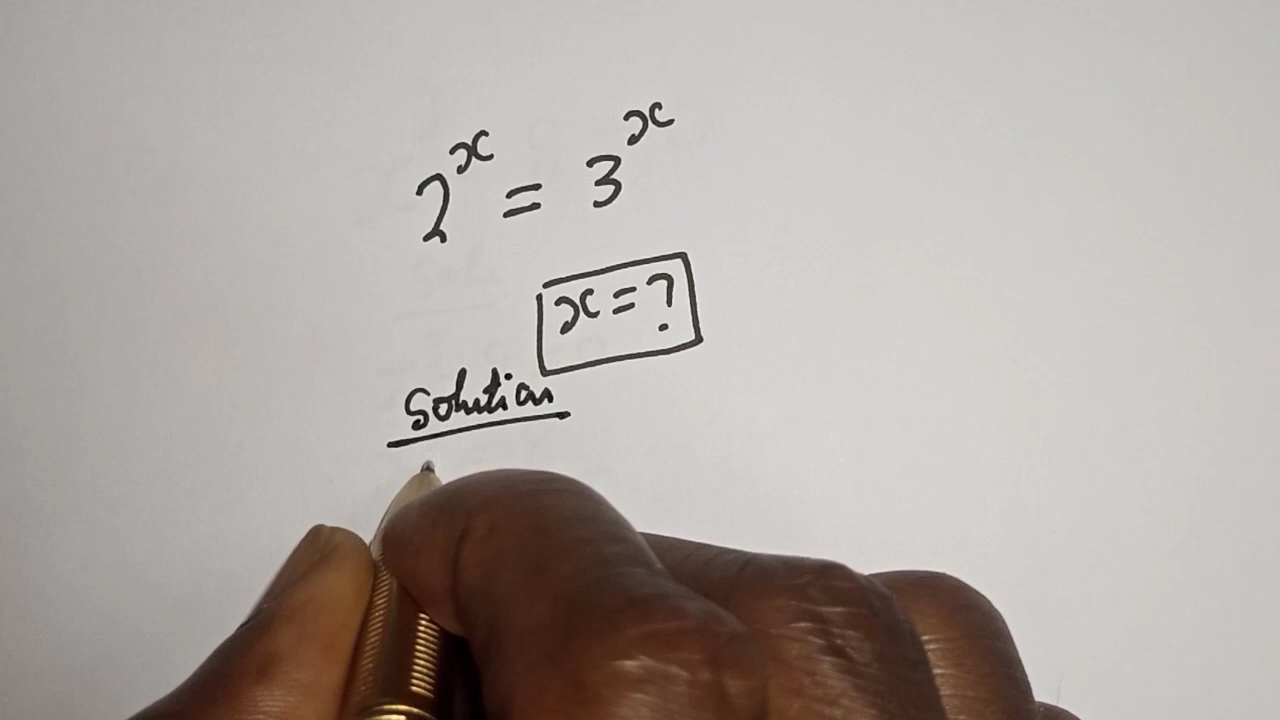 2^x = 3^x
x = ?
Solution